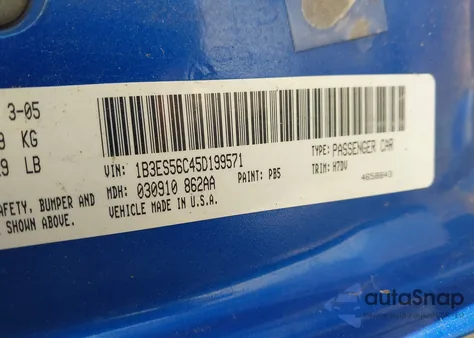 3-05
KG
LB
VIN: 1B3ES56C45D199571
TYPE: PASSENGER CAR
MDH: 030910 862AA
PAINT: PB5
TRIM: H7DV
AFETY, BUMPER AND
SHOWN ABOVE.
VEHICLE MADE IN U.S.A.
4658843
autoSnap